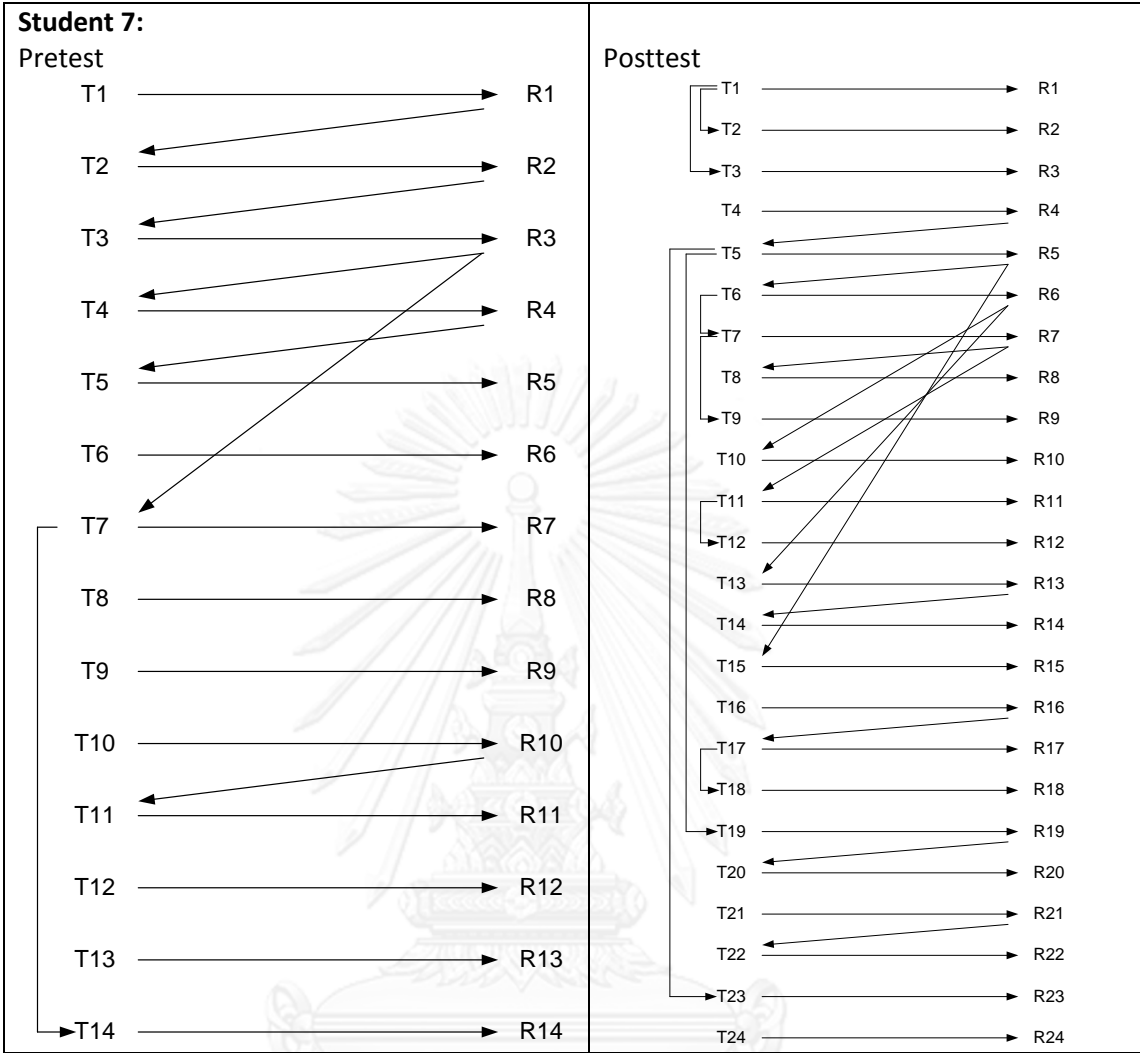 Student 7:
Pretest
T1 R1
T2 R2
T3 R3
T4 R4
T5 R5
T6 R6
T7 R7
T8 R8
T9 R9
T10 R10
T11 R11
T12 R12
T13 R13
T14 R14
Posttest
T1 R1
T2 R2
T3 R3
T4 R4
T5 R5
T6 R6
T7 R7
T8 R8
T9 R9
T10 R10
T11 R11
T12 R12
T13 R13
T14 R14
T15 R15
T16 R16
T17 R17
T18 R18
T19 R19
T20 R20
T21 R21
T22 R22
T23 R23
T24 R24